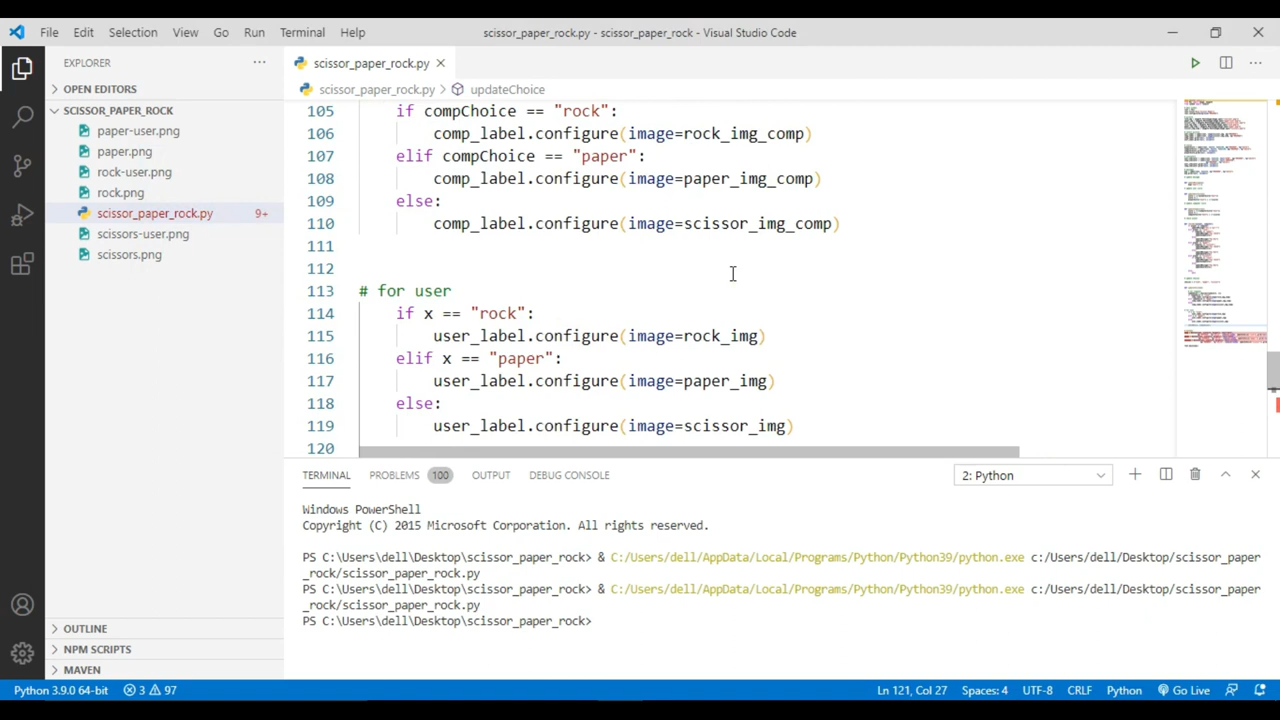 File Edit Selection View Go Run Terminal Help
scissor_paper_rock.py - scissor_paper_rock - Visual Studio Code
EXPLORER
OPEN EDITORS
SCISSOR_PAPER_ROCK
paper-user.png
paper.png
rock-user.png
rock.png
scissor_paper_rock.py 9+
scissors-user.png
scissors.png
OUTLINE
NPM SCRIPTS
MAVEN
scissor_paper_rock.py
scissor_paper_rock.py > updateChoice
105 if compChoice == "rock":
106 comp_label.configure(image=rock_img_comp)
107 elif compChoice == "paper":
108 comp_label.configure(image=paper_img_comp)
109 else:
110 comp_label.configure(image=scissor_img_comp)
111
112
113 # for user
114 if x == "rock":
115 user_label.configure(image=rock_img)
116 elif x == "paper":
117 user_label.configure(image=paper_img)
118 else:
119 user_label.configure(image=scissor_img)
120
TERMINAL PROBLEMS 100 OUTPUT DEBUG CONSOLE 2: Python
Windows PowerShell
Copyright (C) 2015 Microsoft Corporation. All rights reserved.
PS C:\Users\dell\Desktop\scissor_paper_rock> & C:/Users/dell/AppData/Local/Programs/Python/Python39/python.exe c:/Users/dell/Desktop/scissor_paper
_rock/scissor_paper_rock.py
PS C:\Users\dell\Desktop\scissor_paper_rock> & C:/Users/dell/AppData/Local/Programs/Python/Python39/python.exe c:/Users/dell/Desktop/scissor_paper
_rock/scissor_paper_rock.py
PS C:\Users\dell\Desktop\scissor_paper_rock>
Python 3.9.0 64-bit 3 97 Ln 121, Col 27 Spaces: 4 UTF-8 CRLF Python Go Live